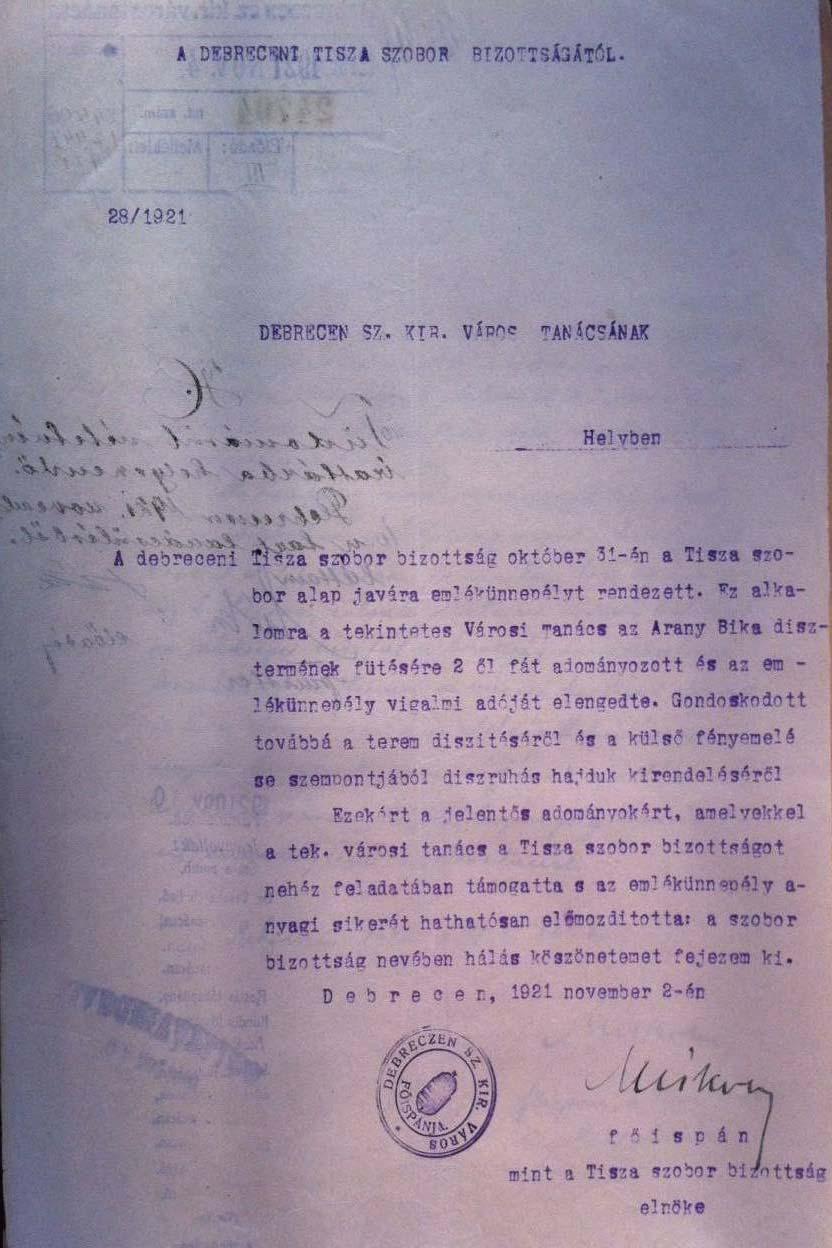 A DEBRECENI TISZA SZOBOR BIZOTTSÁGÁTÓL.
28/1921
DEBRECEN SZ. KIR. VÁROS TANÁCSÁNAK
Helyben
A debreceni Tisza szobor bizottság október 31-én a Tisza szo-
bor alap javára emlékünnepélyt rendezett. Ez alka-
lomra a tekintetes Városi Tanács az Arany Bika disz-
termének fütésére 2 öl fát adományozott és az em -
lékünnepély vigalmi adóját elengedte. Gondoskodott
továbbá a terem diszitéséről és a külső fényemelé
se szempontjából diszruhás hajduk kirendeléséről
Ezekért a jelentős adományokért, amelyekkel
a tek. városi tanács a Tisza szobor bizottságot
nehéz feladatában támogatta s az emlékünnepély a-
nyagi sikerét hathatósan előmozditotta: a szobor
bizottság nevében hálás köszönetemet fejezem ki.
Debrecen, 1921 november 2-én
DEBRECZEN SZ. KIR. VÁROS
FŐISPÁNJA.
főispán
mint a Tisza szobor bizottság
elnöke